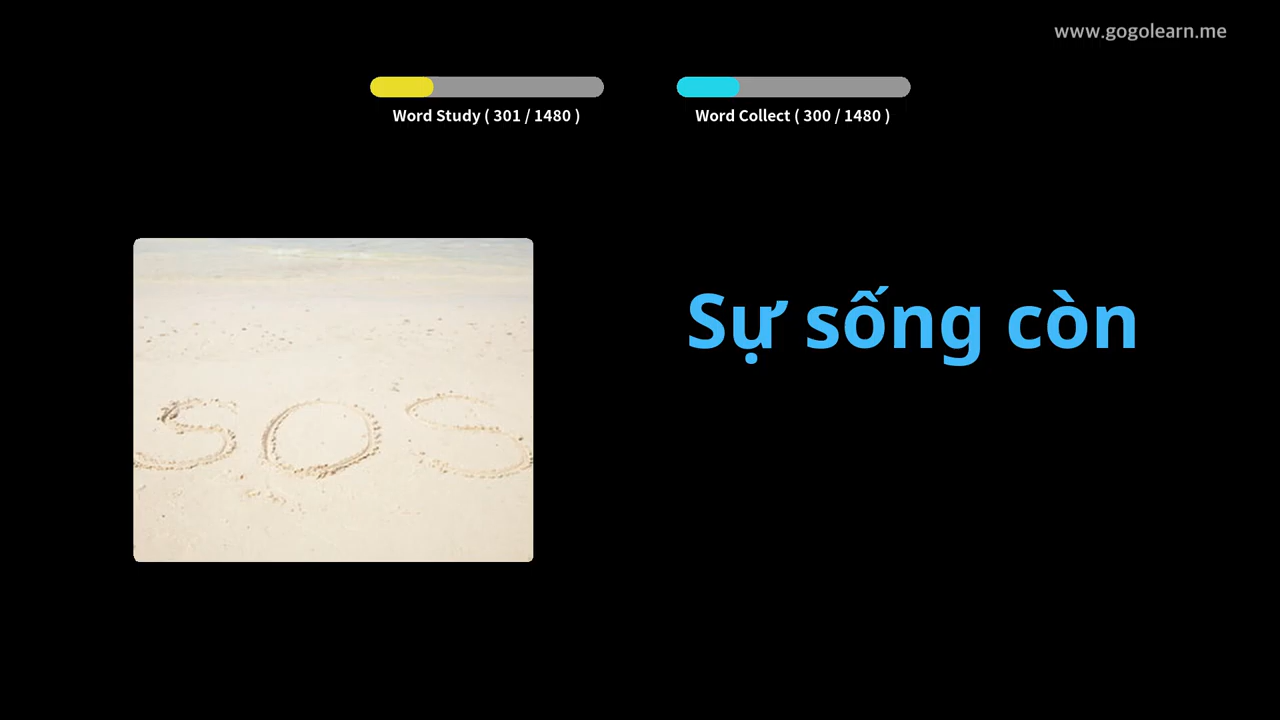 www.gogolearn.me
Word Study ( 301 / 1480 )
Word Collect ( 300 / 1480 )
Sự sống còn
SOS